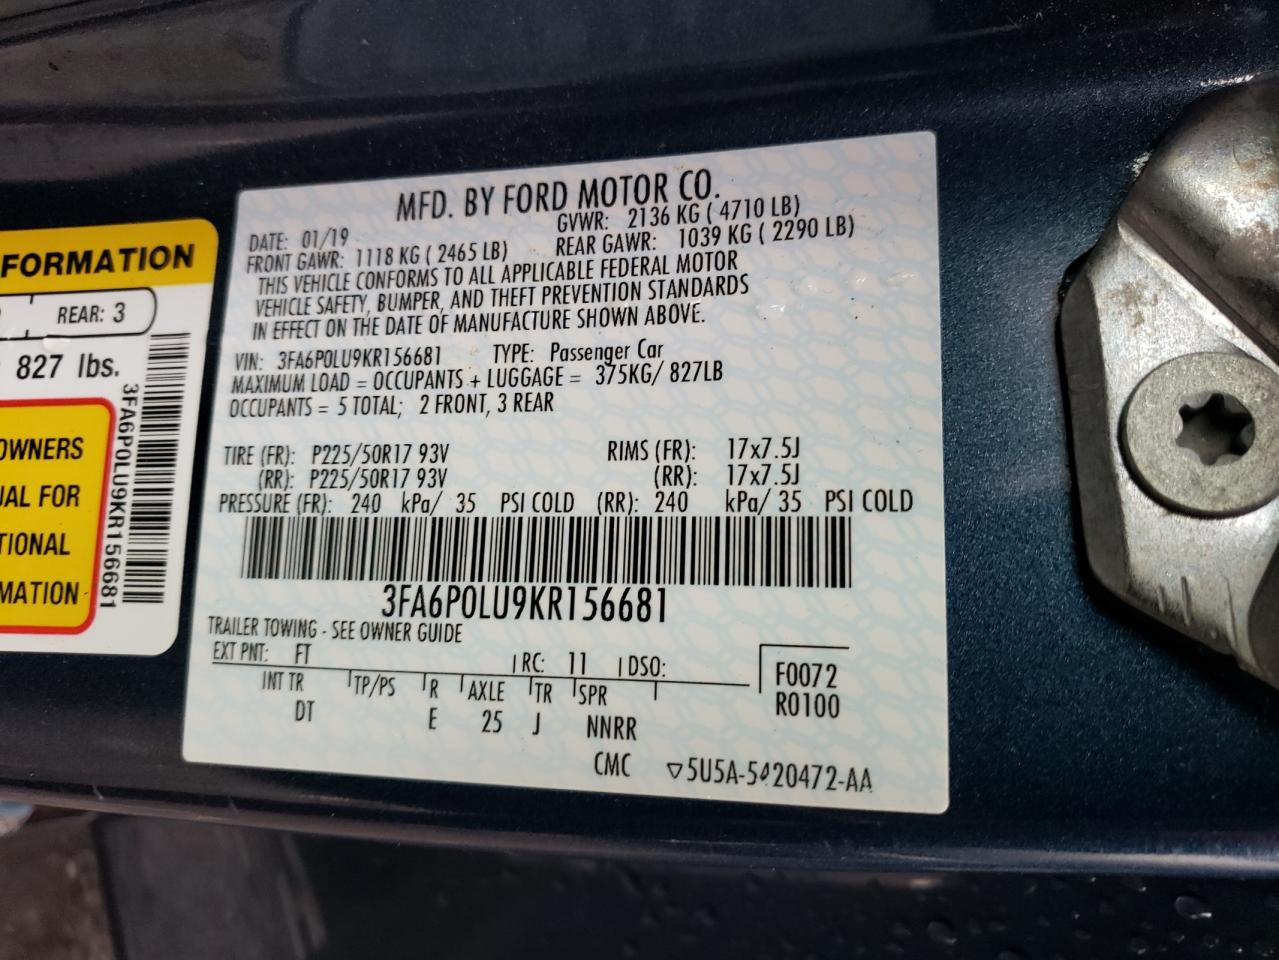 FORMATION
REAR: 3
827 lbs.
OWNERS
UAL FOR
TIONAL
MATION
3FA6P0LU9KR156681
MFD. BY FORD MOTOR CO.
DATE: 01/19 GVWR: 2136 KG ( 4710 LB)
FRONT GAWR: 1118 KG ( 2465 LB) REAR GAWR: 1039 KG ( 2290 LB)
THIS VEHICLE CONFORMS TO ALL APPLICABLE FEDERAL MOTOR
VEHICLE SAFETY, BUMPER, AND THEFT PREVENTION STANDARDS
IN EFFECT ON THE DATE OF MANUFACTURE SHOWN ABOVE.
VIN: 3FA6P0LU9KR156681 TYPE: Passenger Car
MAXIMUM LOAD = OCCUPANTS + LUGGAGE = 375KG/ 827LB
OCCUPANTS = 5 TOTAL; 2 FRONT, 3 REAR
TIRE (FR): P225/50R17 93V RIMS (FR): 17x7.5J
(RR): P225/50R17 93V (RR): 17x7.5J
PRESSURE (FR): 240 kPa/ 35 PSI COLD (RR): 240 kPa/ 35 PSI COLD
3FA6P0LU9KR156681
TRAILER TOWING - SEE OWNER GUIDE
EXT PNT: FT RC: 11 DSO: F0072
INT TR TP/PS R AXLE TR SPR R0100
DT E 25 J NNRR
CMC ▽5U5A-5420472-AA